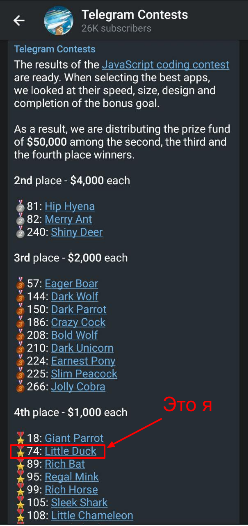 Telegram Contests
26K subscribers
Telegram Contests
The results of the JavaScript coding contest
are ready. When selecting the best apps,
we looked at their speed, size, design and
completion of the bonus goal.
As a result, we are distributing the prize fund
of $50,000 among the second, the third and
the fourth place winners.
2nd place - $4,000 each
81: Hip Hyena
82: Merry Ant
240: Shiny Deer
3rd place - $2,000 each
57: Eager Boar
144: Dark Wolf
150: Dark Parrot
186: Crazy Cock
208: Bold Wolf
210: Dark Unicorn
224: Earnest Pony
225: Slim Peacock
266: Jolly Cobra
4th place - $1,000 each
Это я
18: Giant Parrot
74: Little Duck
89: Rich Bat
95: Regal Mink
99: Rich Horse
105: Sleek Shark
108: Little Chameleon